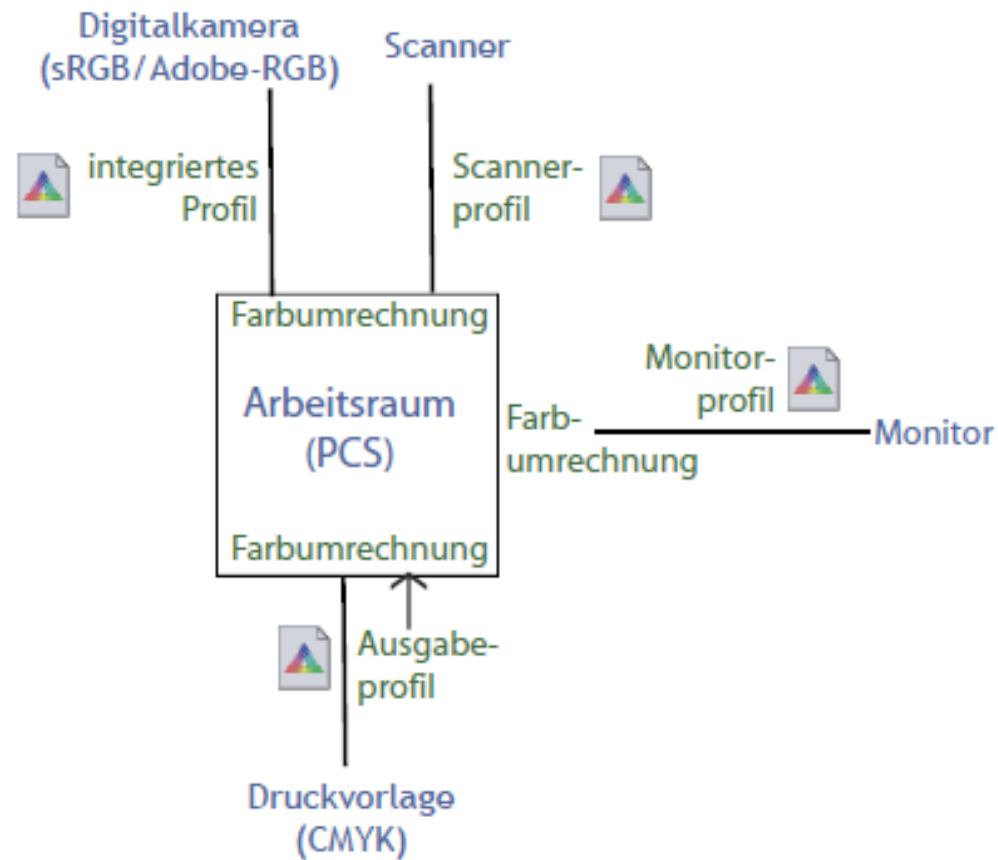 Digitalkamera
(sRGB/Adobe-RGB)
Scanner
integriertes
Profil
Scanner-
profil
Farbumrechnung
Arbeitsraum
(PCS)
Farb-
umrechnung
Monitor-
profil
Monitor
Farbumrechnung
Ausgabe-
profil
Druckvorlage
(CMYK)